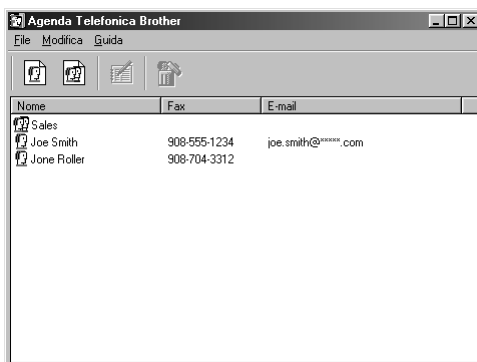 Agenda Telefonica Brother
File Modifica Guida
Nome Fax E-mail
Sales
Joe Smith 908-555-1234 joe.smith@*****.com
Jone Roller 908-704-3312